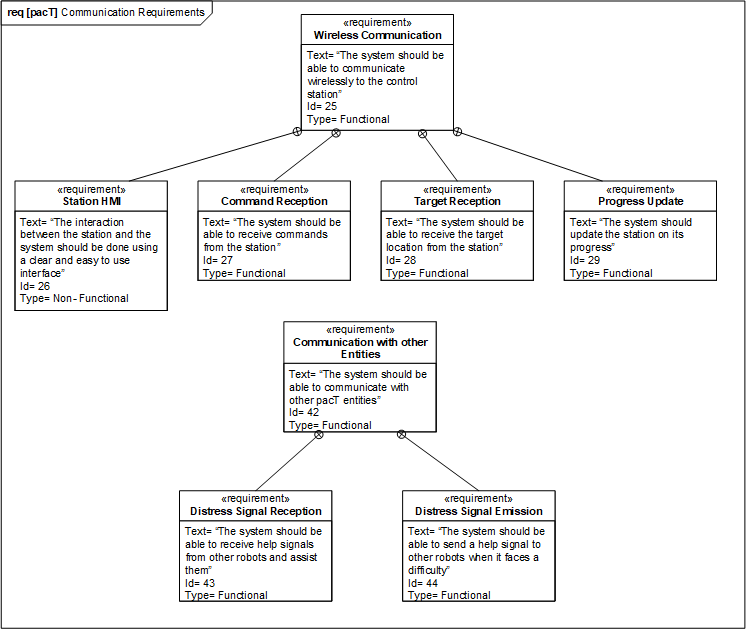 req [pacT] Communication Requirements
«requirement»
Wireless Communication
Text= “The system should be
able to communicate
wirelessly to the control
station”
Id= 25
Type= Functional
«requirement»
Station HMI
Text= “The interaction
between the station and the
system should be done using
a clear and easy to use
interface”
Id= 26
Type= Non- Functional
«requirement»
Command Reception
Text= “The system should be
able to receive commands
from the station”
Id= 27
Type= Functional
«requirement»
Target Reception
Text= “The system should be
able to receive the target
location from the station”
Id= 28
Type= Functional
«requirement»
Progress Update
Text= “The system should
update the station on its
progress”
Id= 29
Type= Functional
«requirement»
Communication with other
Entities
Text= “The system should be
able to communicate with
other pacT entities”
Id= 42
Type= Functional
«requirement»
Distress Signal Reception
Text= “The system should be
able to receive help signals
from other robots and assist
them”
Id= 43
Type= Functional
«requirement»
Distress Signal Emission
Text= “The system should be
able to send a help signal to
other robots when it faces a
difficulty”
Id= 44
Type= Functional